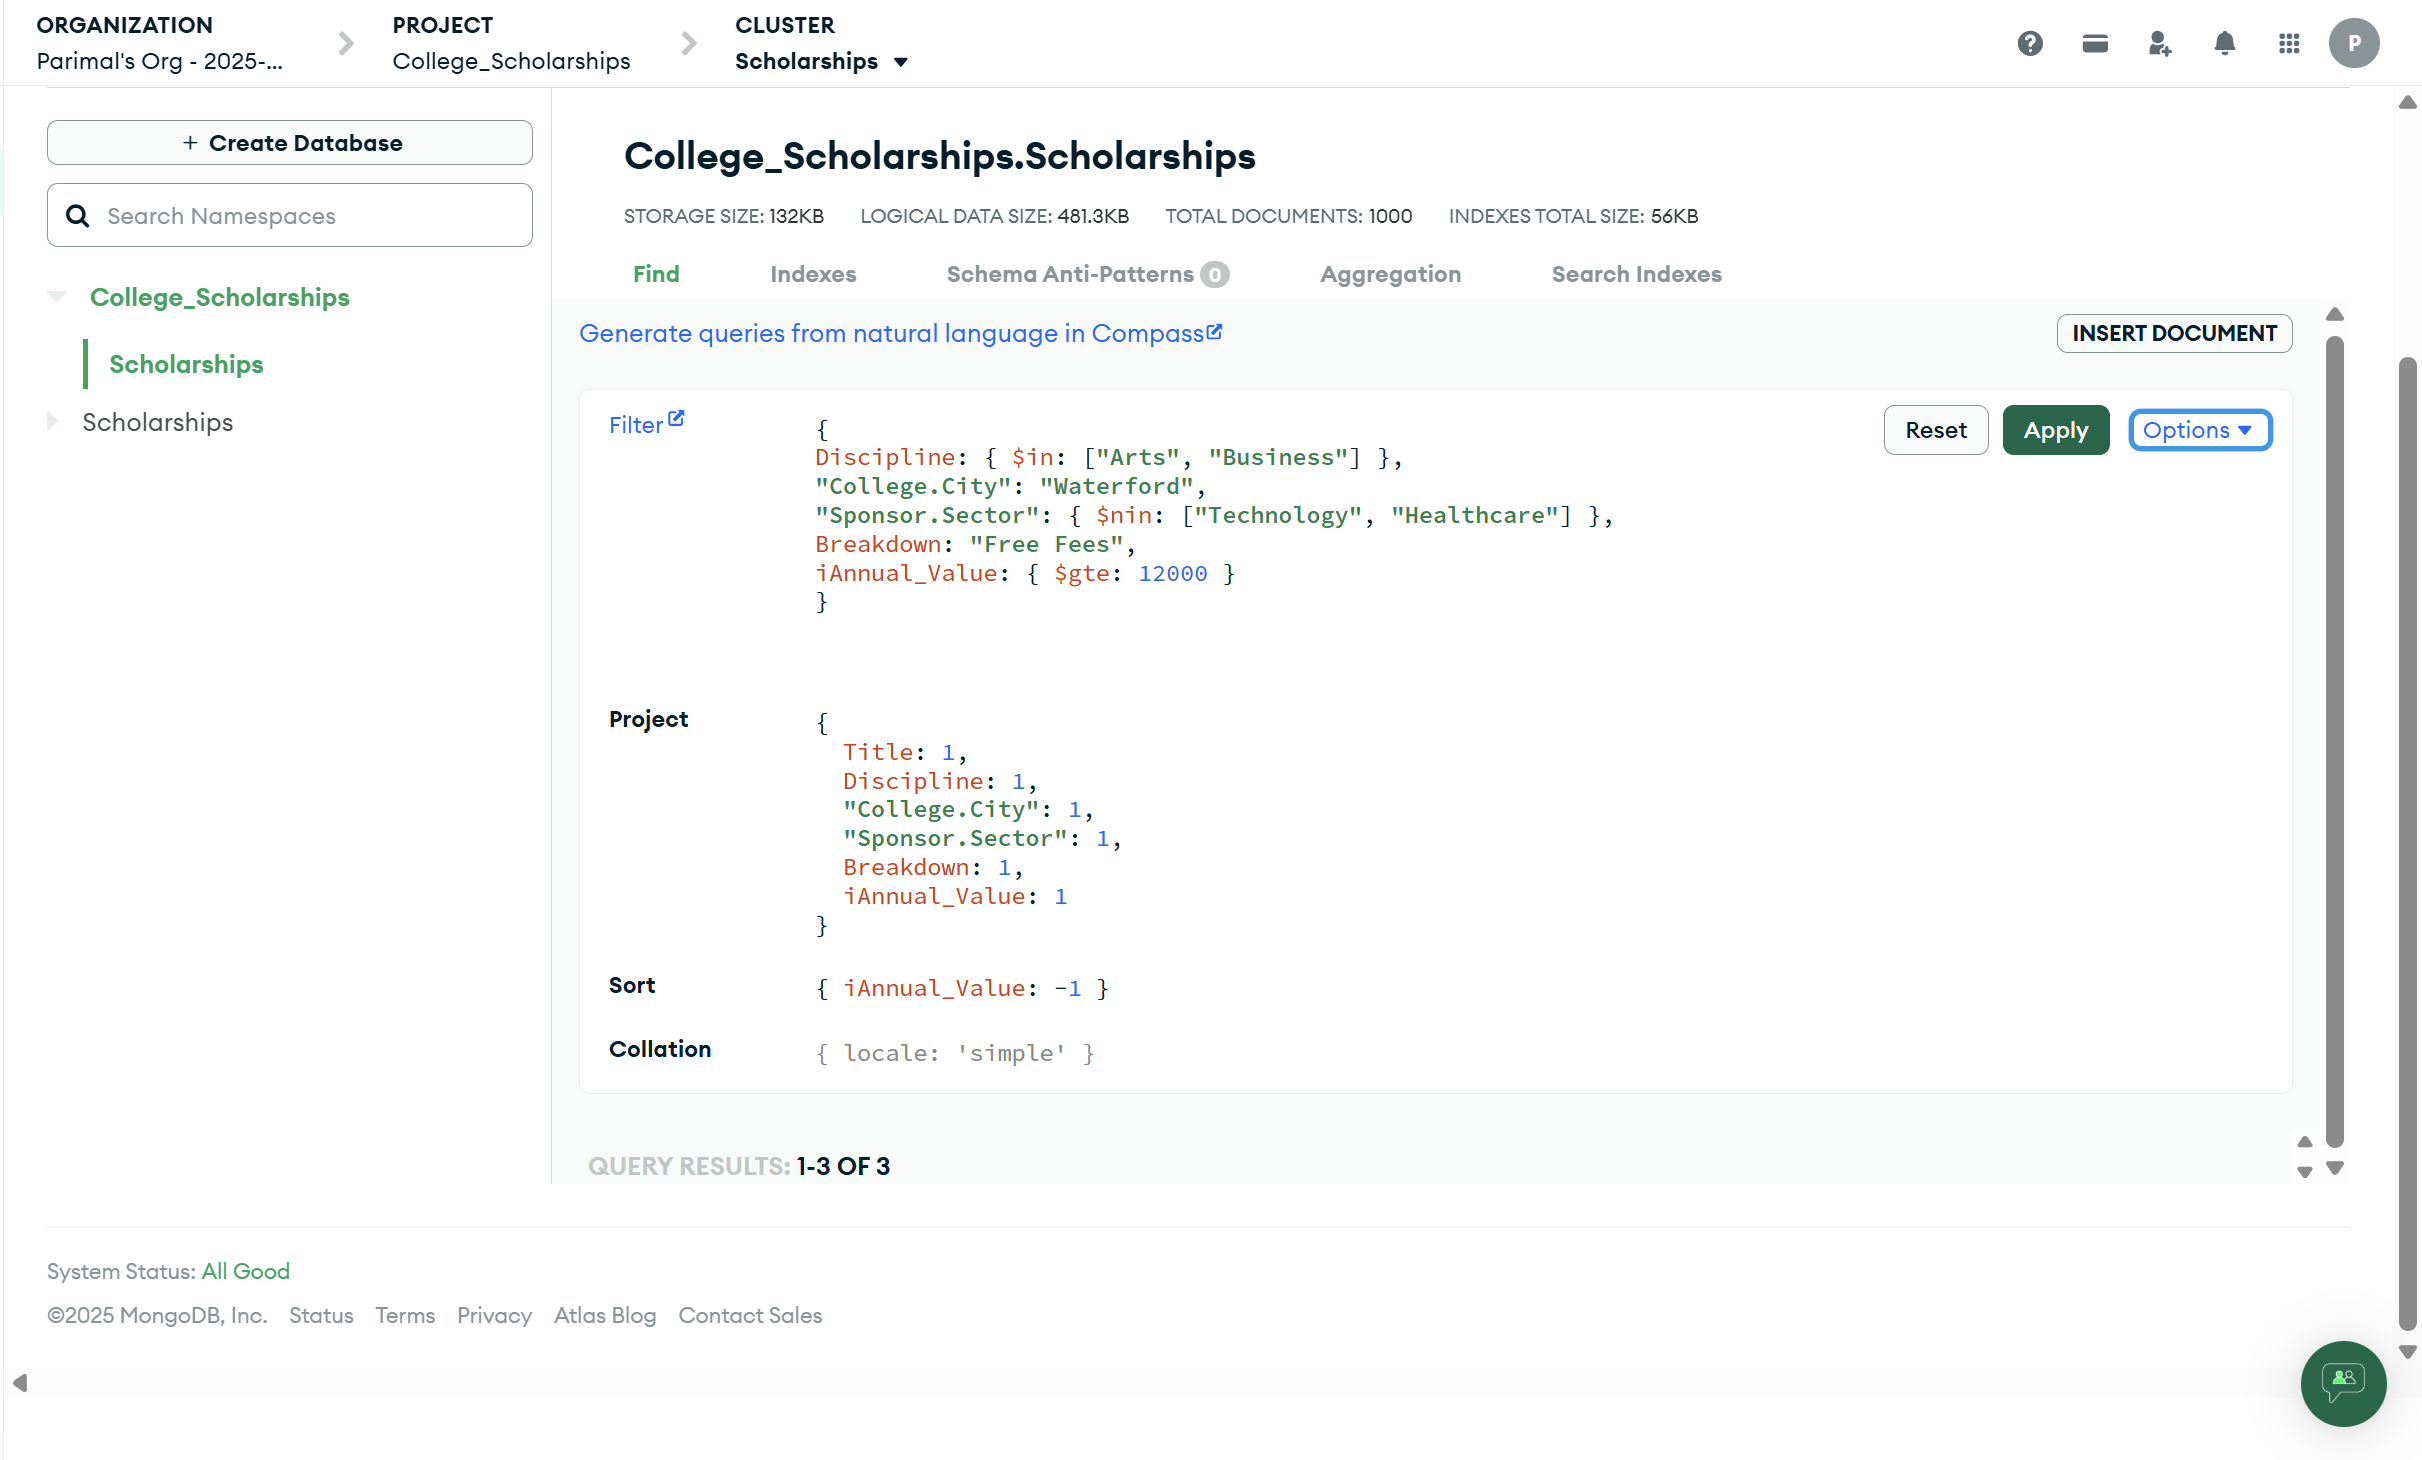 ORGANIZATION
Parimal's Org - 2025-...
PROJECT
College_Scholarships
CLUSTER
Scholarships
P
+ Create Database
Search Namespaces
College_Scholarships
Scholarships
Scholarships
College_Scholarships.Scholarships
STORAGE SIZE: 132KB LOGICAL DATA SIZE: 481.3KB TOTAL DOCUMENTS: 1000 INDEXES TOTAL SIZE: 56KB
Find Indexes Schema Anti-Patterns 0 Aggregation Search Indexes
Generate queries from natural language in Compass
INSERT DOCUMENT
Filter
Reset Apply Options
{
Discipline: { $in: ["Arts", "Business"] },
"College.City": "Waterford",
"Sponsor.Sector": { $nin: ["Technology", "Healthcare"] },
Breakdown: "Free Fees",
iAnnual_Value: { $gte: 12000 }
}
Project
{
Title: 1,
Discipline: 1,
"College.City": 1,
"Sponsor.Sector": 1,
Breakdown: 1,
iAnnual_Value: 1
}
Sort { iAnnual_Value: -1 }
Collation { locale: 'simple' }
QUERY RESULTS: 1-3 OF 3
System Status: All Good
©2025 MongoDB, Inc. Status Terms Privacy Atlas Blog Contact Sales